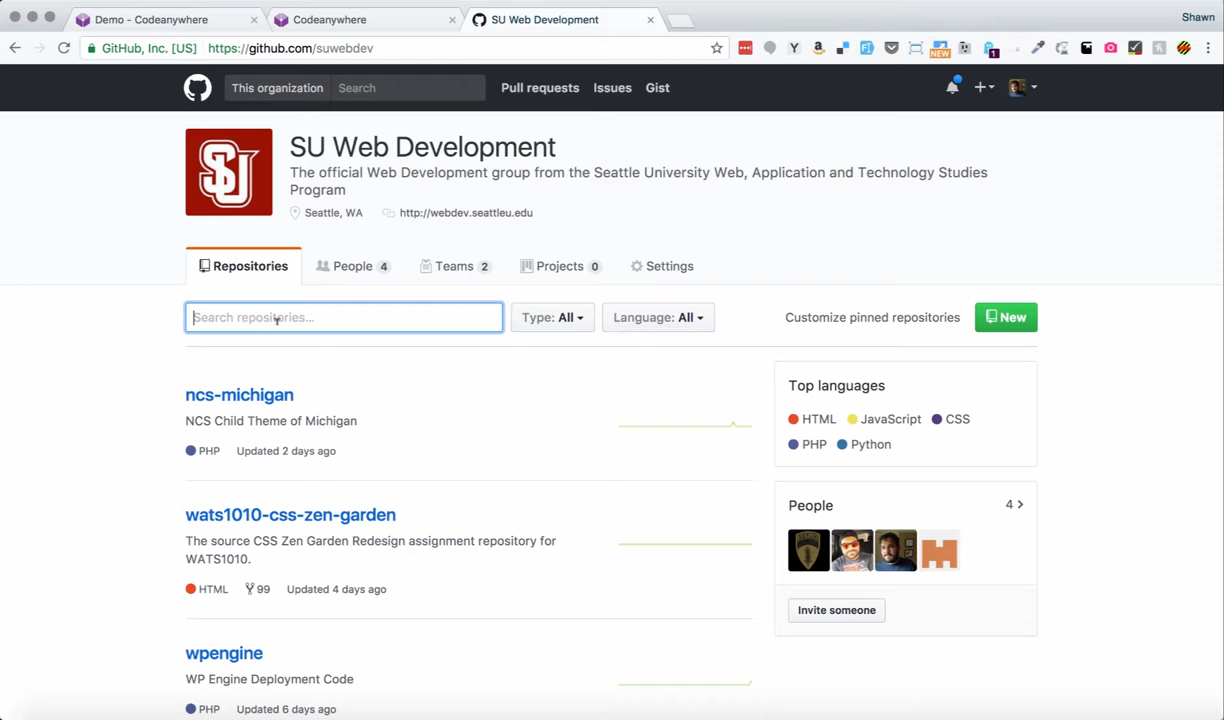 Demo - Codeanywhere
Codeanywhere
SU Web Development
Shawn
GitHub, Inc. [US] https://github.com/suwebdev
NEW
1
This organization Search Pull requests Issues Gist
SU
SU Web Development
The official Web Development group from the Seattle University Web, Application and Technology Studies
Program
Seattle, WA http://webdev.seattleu.edu
Repositories People 4 Teams 2 Projects 0 Settings
Search repositories... Type: All Language: All Customize pinned repositories New
ncs-michigan
NCS Child Theme of Michigan
PHP Updated 2 days ago
wats1010-css-zen-garden
The source CSS Zen Garden Redesign assignment repository for
WATS1010.
HTML 99 Updated 4 days ago
wpengine
WP Engine Deployment Code
PHP Updated 6 days ago
Top languages
HTML JavaScript CSS
PHP Python
People 4
Invite someone